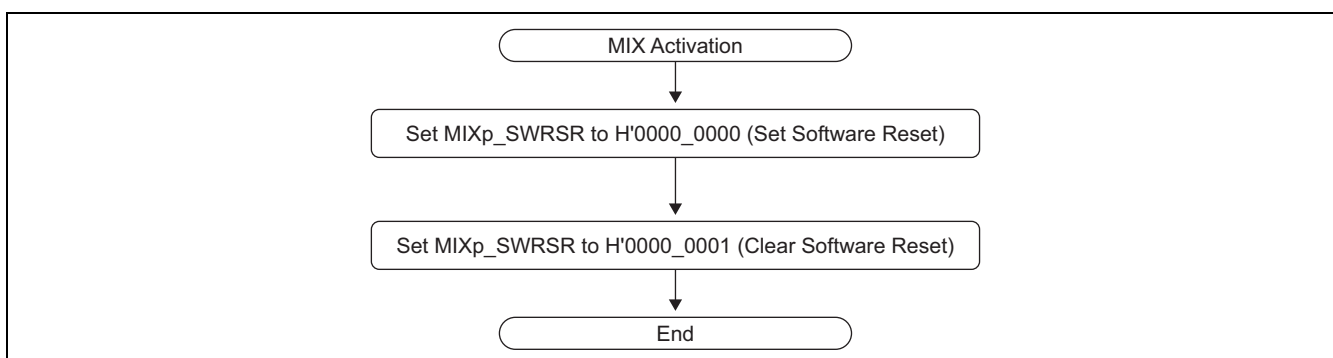 MIX Activation
Set MIXp_SWRSR to H'0000_0000 (Set Software Reset)
Set MIXp_SWRSR to H'0000_0001 (Clear Software Reset)
End